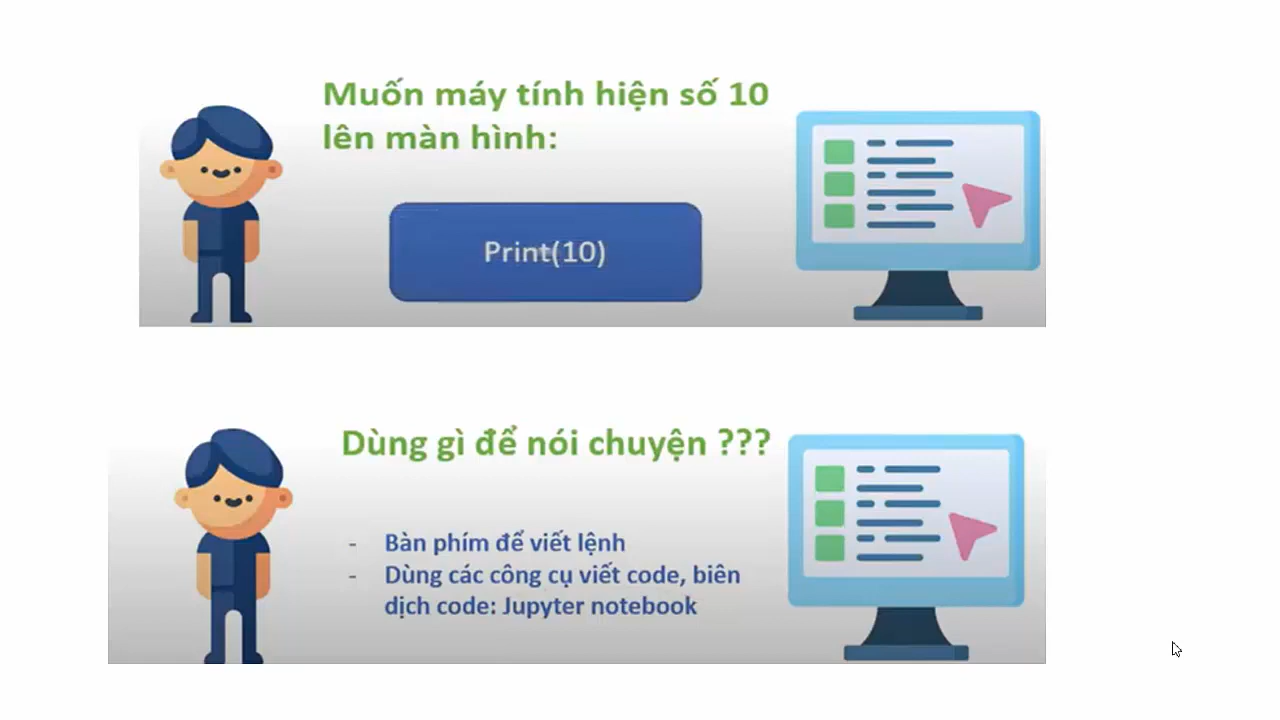 Muốn máy tính hiện số 10
lên màn hình:
Print(10)
Dùng gì để nói chuyện ???
- Bàn phím để viết lệnh
- Dùng các công cụ viết code, biên
dịch code: Jupyter notebook